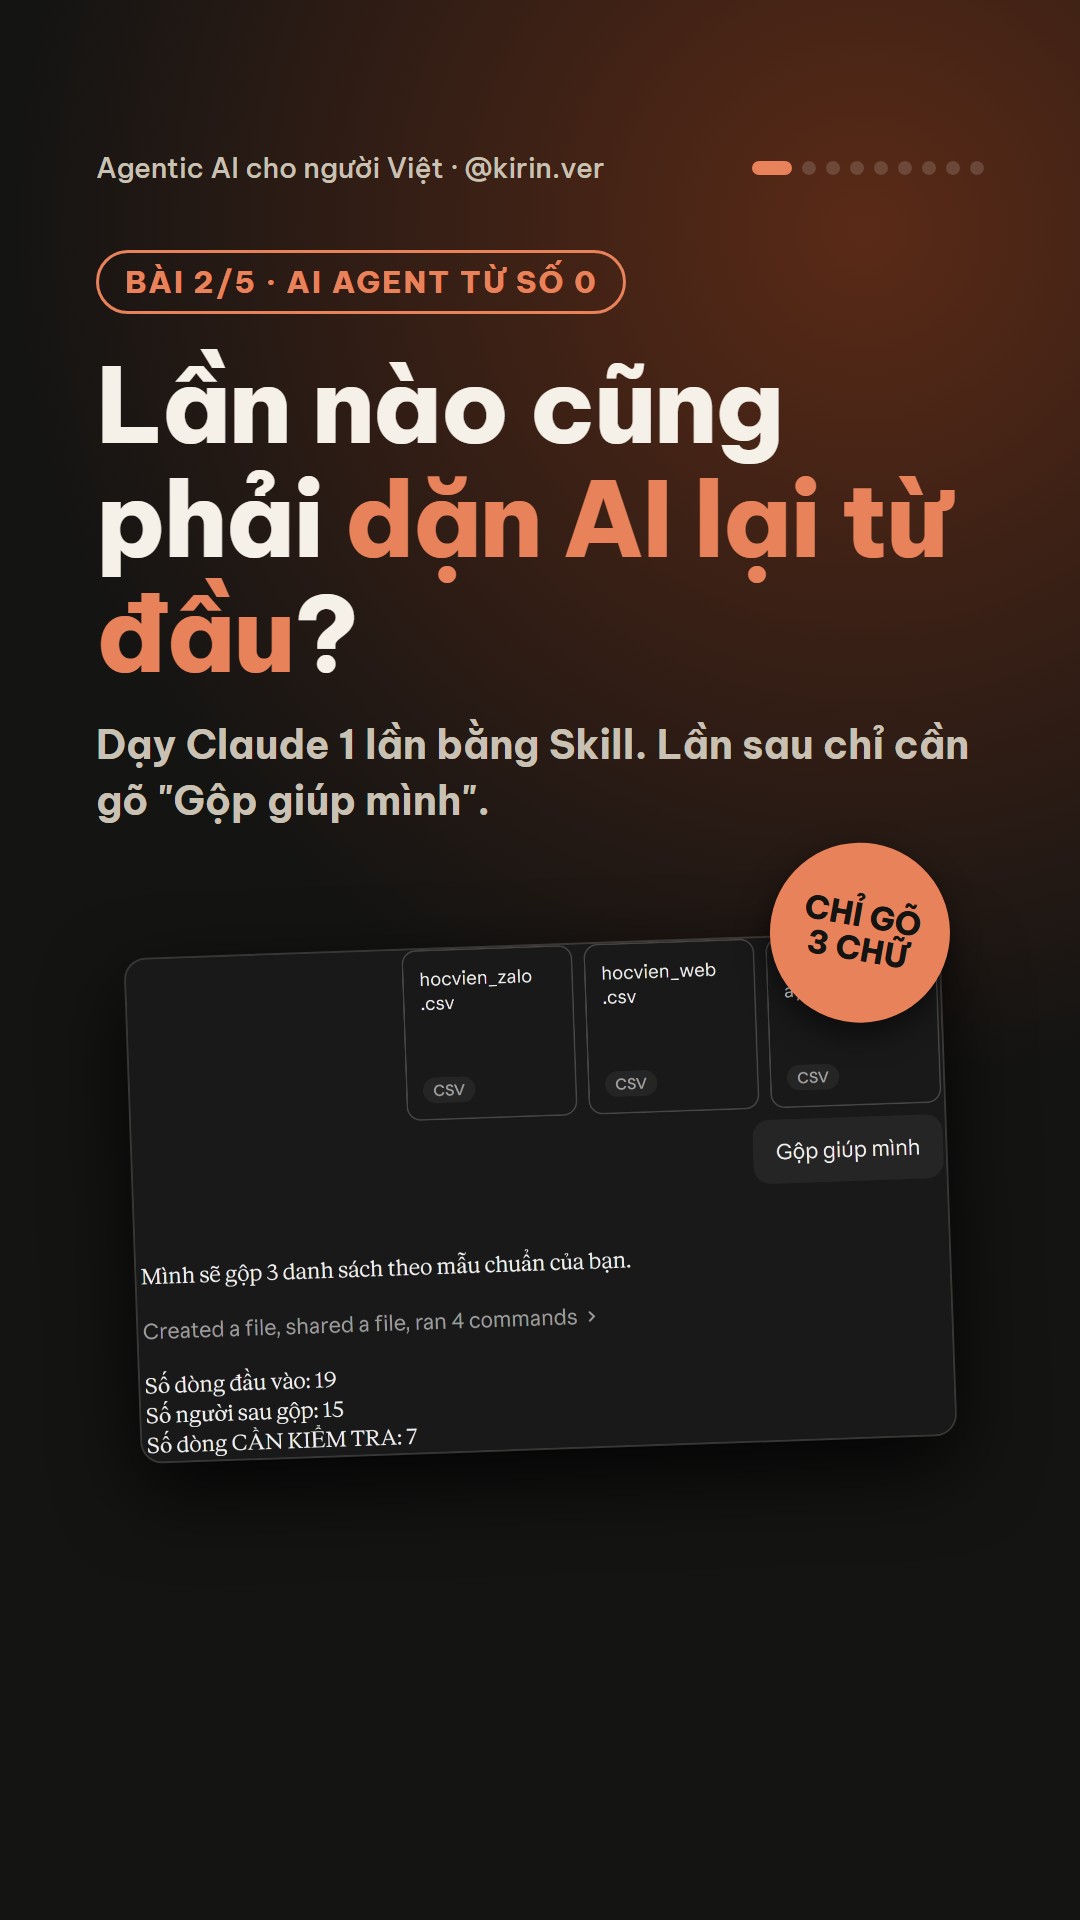 Agentic AI cho người Việt · @kirin.ver
BÀI 2/5 · AI AGENT TỪ SỐ 0
Lần nào cũng
phải dặn AI lại từ
đầu?
Dạy Claude 1 lần bằng Skill. Lần sau chỉ cần
gõ "Gộp giúp mình".
CHỈ GÕ
3 CHỮ
hocvien_zalo
.csv
CSV
hocvien_web
.csv
CSV
CSV
Gộp giúp mình
Mình sẽ gộp 3 danh sách theo mẫu chuẩn của bạn.
Created a file, shared a file, ran 4 commands >
Số dòng đầu vào: 19
Số người sau gộp: 15
Số dòng CẦN KIỂM TRA: 7